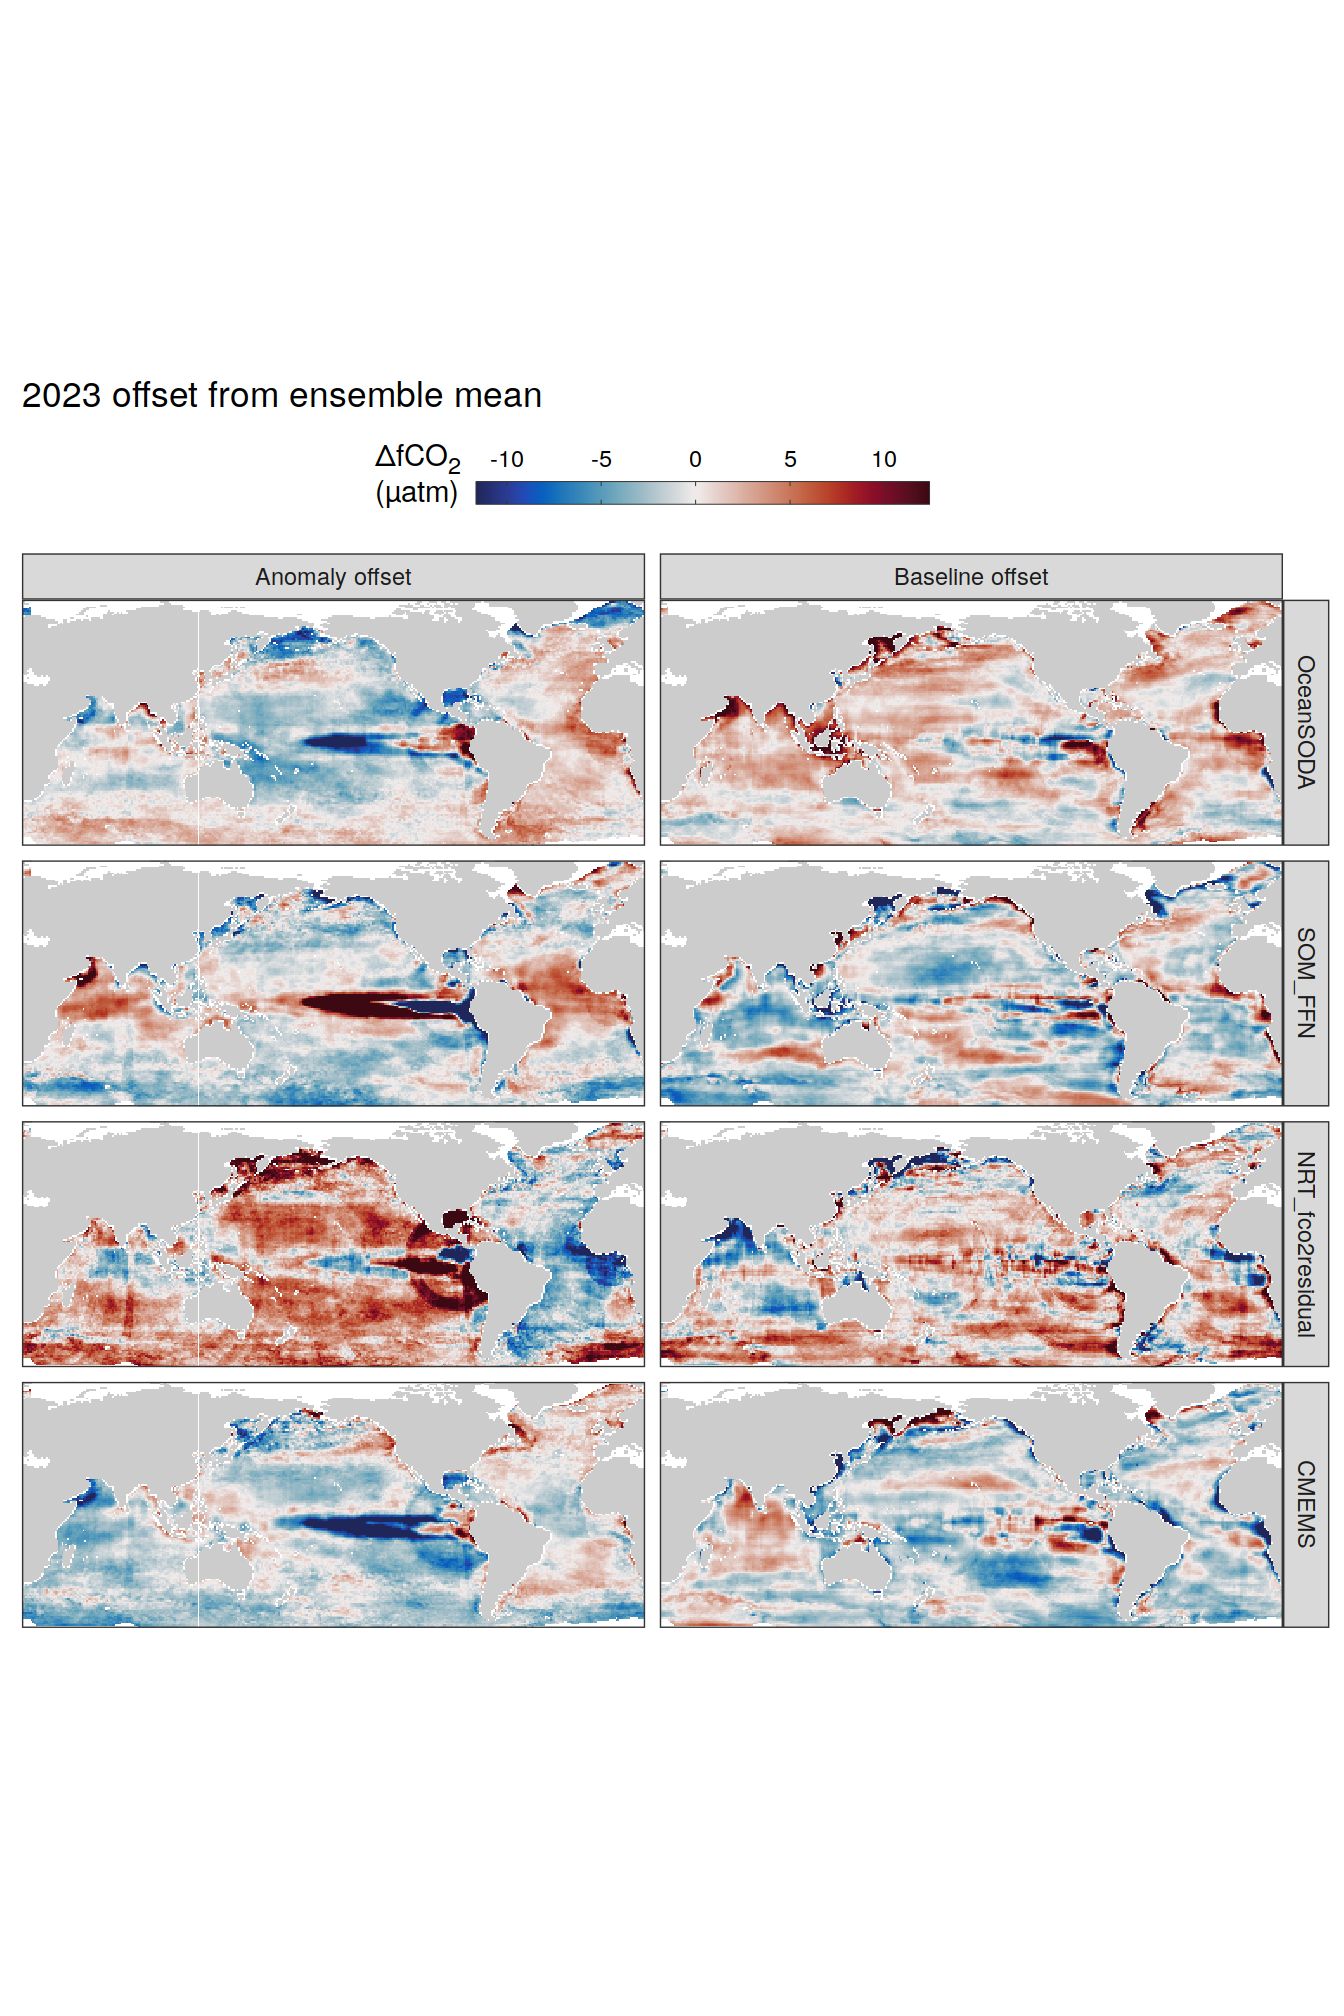 2023 offset from ensemble mean
ΔfCO₂
(µatm)
-10 -5 0 5 10
Anomaly offset
Baseline offset
OceanSODA
SOM_FFN
NRT_fco2residual
CMEMS